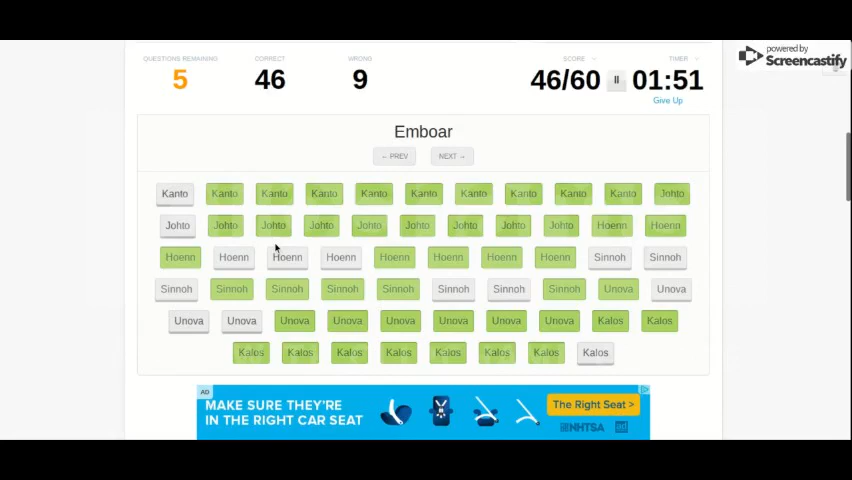 powered by
Screencastify
QUESTIONS REMAINING CORRECT WRONG SCORE TIMER
5 46 9 46/60 01:51
Give Up
Emboar
← PREV NEXT →
Kanto Kanto Kanto Kanto Kanto Kanto Kanto Kanto Kanto Kanto Johto
Johto Johto Johto Johto Johto Johto Johto Johto Johto Hoenn Hoenn
Hoenn Hoenn Hoenn Hoenn Hoenn Hoenn Hoenn Hoenn Sinnoh Sinnoh
Sinnoh Sinnoh Sinnoh Sinnoh Sinnoh Sinnoh Sinnoh Sinnoh Unova Unova
Unova Unova Unova Unova Unova Unova Unova Unova Kalos Kalos
Kalos Kalos Kalos Kalos Kalos Kalos Kalos Kalos
AD
MAKE SURE THEY'RE
IN THE RIGHT CAR SEAT
The Right Seat >
NHTSA
ad